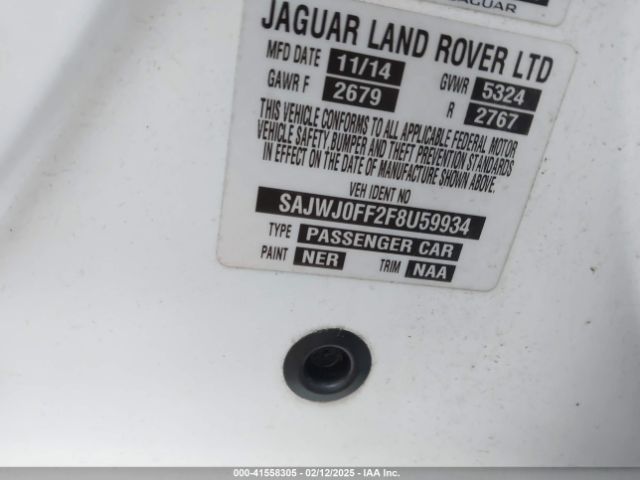 JAGUAR
JAGUAR LAND ROVER LTD
MFD DATE 11/14 GVWR 5324
GAWR F 2679 R 2767
THIS VEHICLE CONFORMS TO ALL APPLICABLE FEDERAL MOTOR
VEHICLE SAFETY, BUMPER AND THEFT PREVENTION STANDARDS
IN EFFECT ON THE DATE OF MANUFACTURE SHOWN ABOVE.
VEH IDENT NO
SAJWJ0FF2F8U59934
TYPE PASSENGER CAR
PAINT NER TRIM NAA
000-41558305 - 02/12/2025 - IAA Inc.